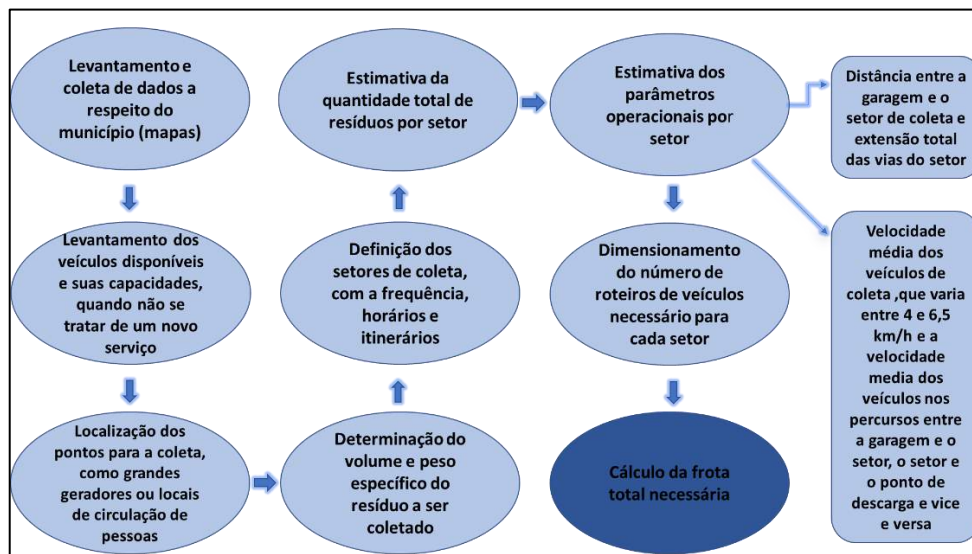 Levantamento e
coleta de dados a
respeito do
município (mapas)
Levantamento dos
veículos disponíveis
e suas capacidades,
quando não se
tratar de um novo
serviço
Localização dos
pontos para a coleta,
como grandes
geradores ou locais
de circulação de
pessoas
Determinação do
volume e peso
específico do
resíduo a ser
coletado
Definição dos
setores de coleta,
com a frequência,
horários e
itinerários
Estimativa da
quantidade total de
resíduos por setor
Estimativa dos
parâmetros
operacionais por
setor
Distância entre a
garagem e o
setor de coleta e
extensão total
das vias do setor
Velocidade
média dos
veículos de
coleta ,que varia
entre 4 e 6,5
km/h e a
velocidade
media dos
veículos nos
percursos entre
a garagem e o
setor, o setor e
o ponto de
descarga e vice
e versa
Dimensionamento
do número de
roteiros de veículos
necessário para
cada setor
Cálculo da frota
total necessária